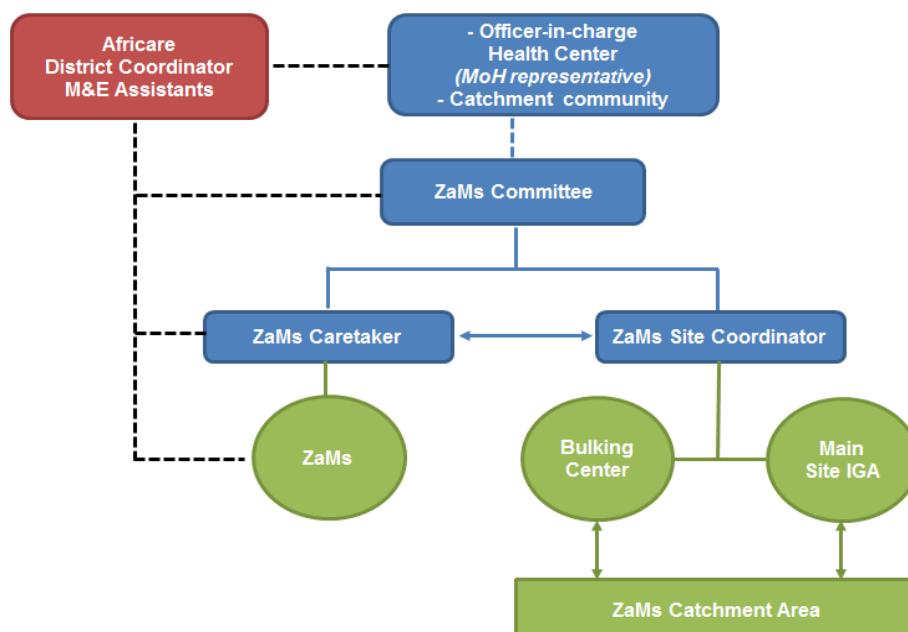 Africare
District Coordinator
M&E Assistants
- Officer-in-charge
Health Center
(MoH representative)
- Catchment community
ZaMs Committee
ZaMs Caretaker
ZaMs Site Coordinator
ZaMs
Bulking
Center
Main
Site IGA
ZaMs Catchment Area